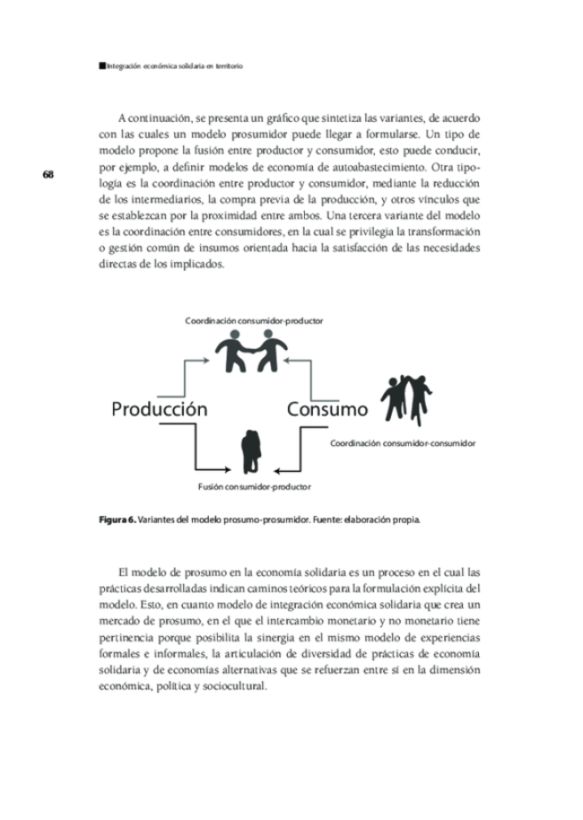 Integración económica solidaria en territorio
A continuación, se presenta un gráfico que sintetiza las variantes, de acuerdo
con las cuales un modelo prosumidor puede llegar a formularse. Un tipo de
modelo propone la fusión entre productor y consumidor, esto puede conducir,
por ejemplo, a definir modelos de economía de autoabastecimiento. Otra tipo-
68
logía es la coordinación entre productor y consumidor, mediante la reducción
de los intermediarios, la compra previa de la producción, y otros vínculos que
se establezcan por la proximidad entre ambos. Una tercera variante del modelo
es la coordinación entre consumidores, en la cual se privilegia la transformación
o gestión común de insumos orientada hacia la satisfacción de las necesidades
directas de los implicados.
Coordinación consumidor-productor
Producción
Consumo
Coordinación consumidor-consumidor
Fusión consumidor-productor
Figura 6. Variantes del modelo prosumo-prosumidor. Fuente: elaboración propia.
El modelo de prosumo en la economía solidaria es un proceso en el cual las
prácticas desarrolladas indican caminos teóricos para la formulación explícita del
modelo. Esto, en cuanto modelo de integración económica solidaria que crea un
mercado de prosumo, en el que el intercambio monetario y no monetario tiene
pertinencia porque posibilita la sinergia en el mismo modelo de experiencias
formales e informales, la articulación de diversidad de prácticas de economía
solidaria y de economías alternativas que se refuerzan entre sí en la dimensión
económica, política y sociocultural.